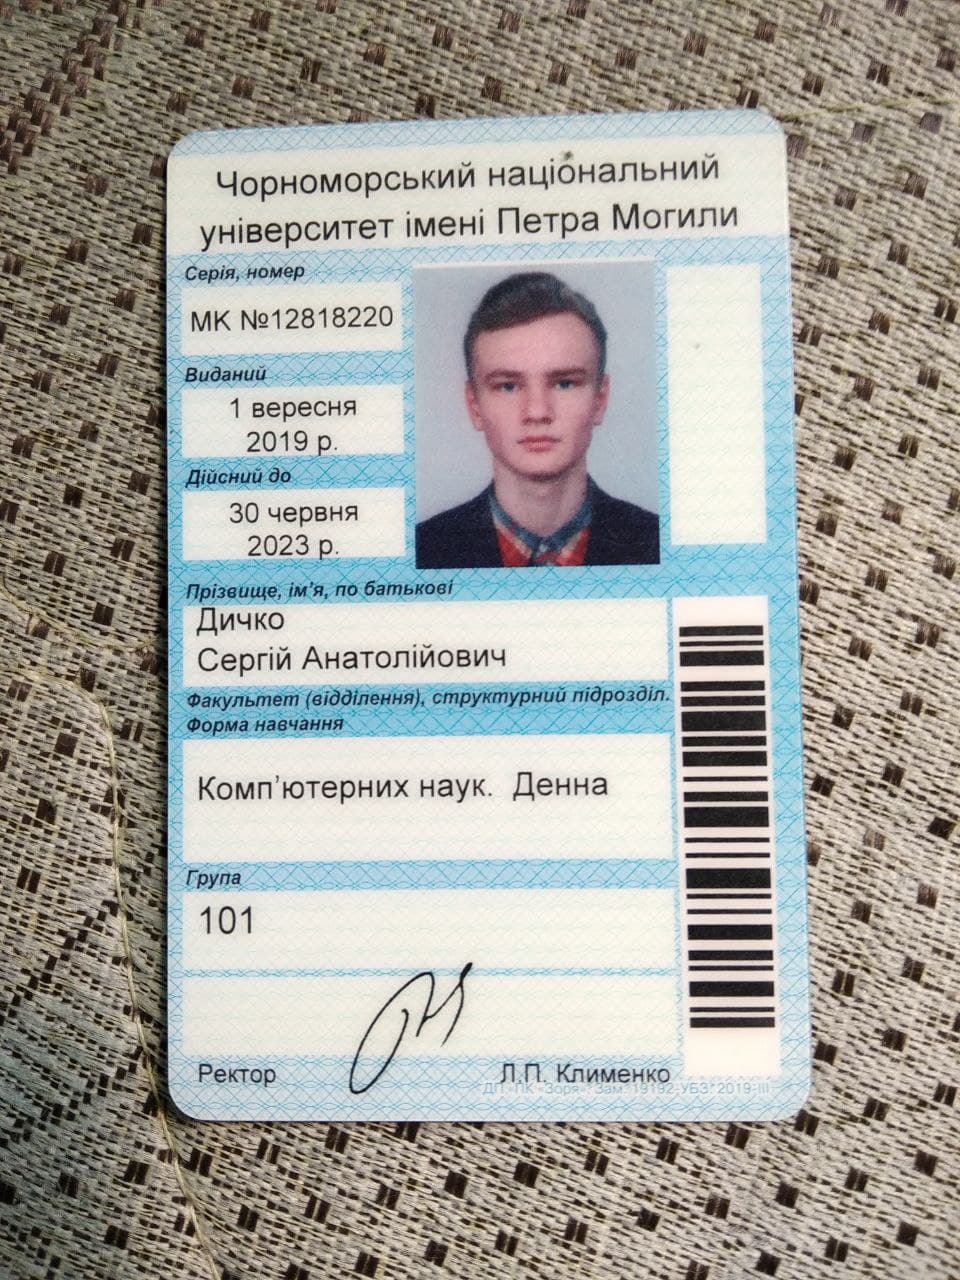 Чорноморський національний
університет імені Петра Могили
Серія, номер
МК №12818220
Виданий
1 вересня
2019 р.
Дійсний до
30 червня
2023 р.
Прізвище, ім'я, по батькові
Дичко
Сергій Анатолійович
Факультет (відділення), структурний підрозділ.
Форма навчання
Комп'ютерних наук. Денна
Група
101
Ректор
Л.П. Клименко
ДП «ПК «Зоря». Зам. 19192 УБЗ' 2019-III